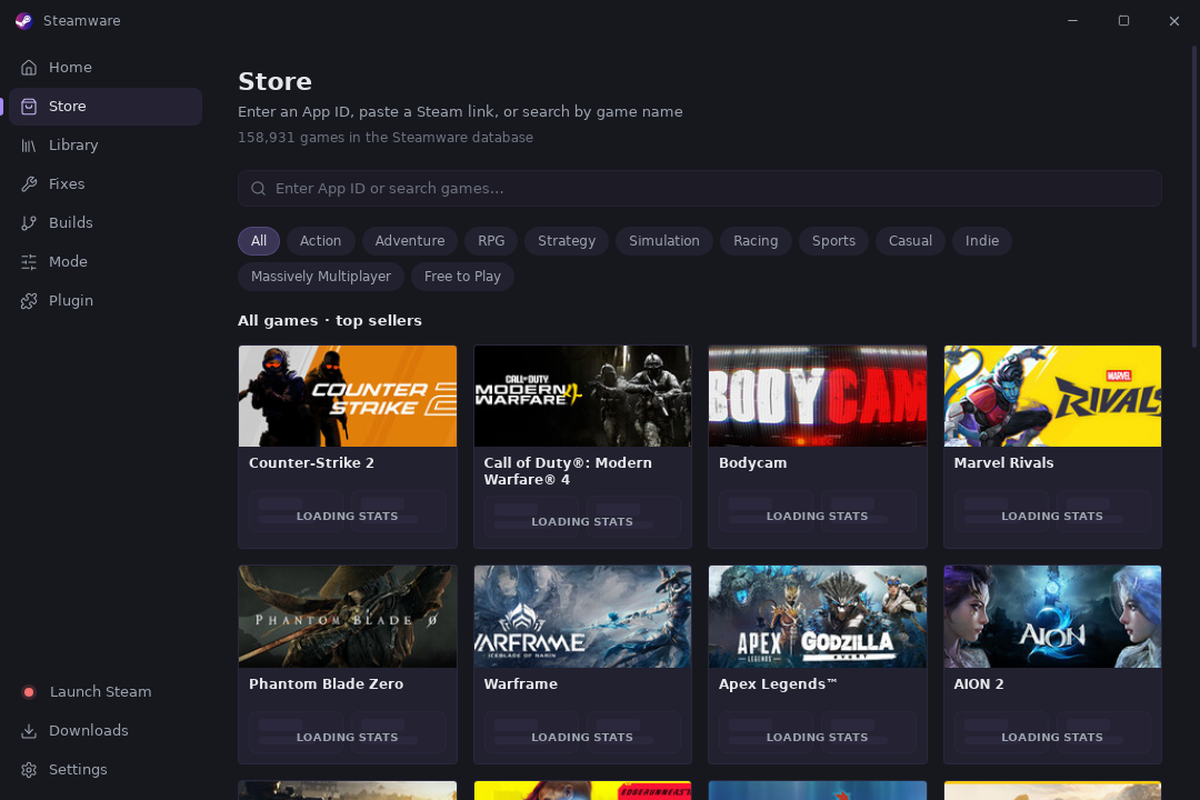 Steamware
Home
Store
Library
Fixes
Builds
Mode
Plugin
Launch Steam
Downloads
Settings
Store
Enter an App ID, paste a Steam link, or search by game name
158,931 games in the Steamware database
Enter App ID or search games...
All
Action
Adventure
RPG
Strategy
Simulation
Racing
Sports
Casual
Indie
Massively Multiplayer
Free to Play
All games · top sellers
COUNTER
STRIKE 2
Counter-Strike 2
LOADING STATS
CALL OF DUTY
MODERN
WARFARE
Call of Duty®: Modern
Warfare® 4
LOADING STATS
BODYCAM
Bodycam
LOADING STATS
MARVEL
RIVALS
Marvel Rivals
LOADING STATS
PHANTOM BLADE 0
Phantom Blade Zero
LOADING STATS
WARFRAME
Warframe
LOADING STATS
APEX
LEGENDS
GODZILLA
Apex Legends™
LOADING STATS
AION
2
AION 2
LOADING STATS